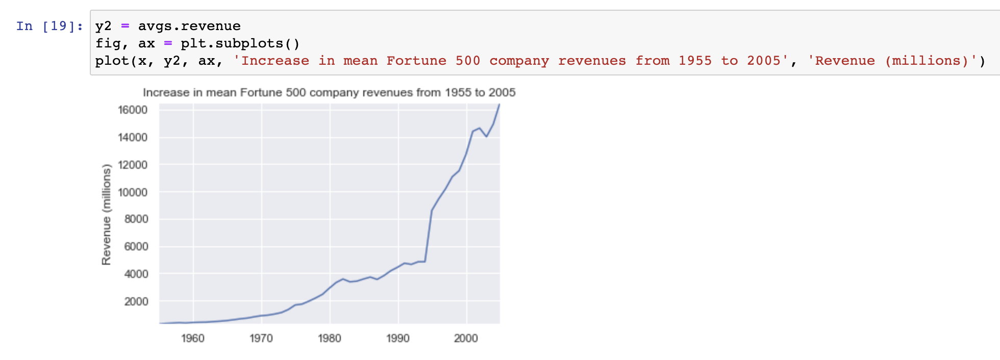 In [19]:
y2 = avgs.revenue
fig, ax = plt.subplots()
plot(x, y2, ax, 'Increase in mean Fortune 500 company revenues from 1955 to 2005', 'Revenue (millions)')
Increase in mean Fortune 500 company revenues from 1955 to 2005
16000
14000
12000
10000
8000
6000
4000
2000
Revenue (millions)
1960 1970 1980 1990 2000